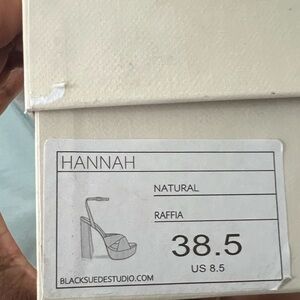 HANNAH
NATURAL
RAFFIA
38.5
US 8.5
BLACKSUEDESTUDIO.COM